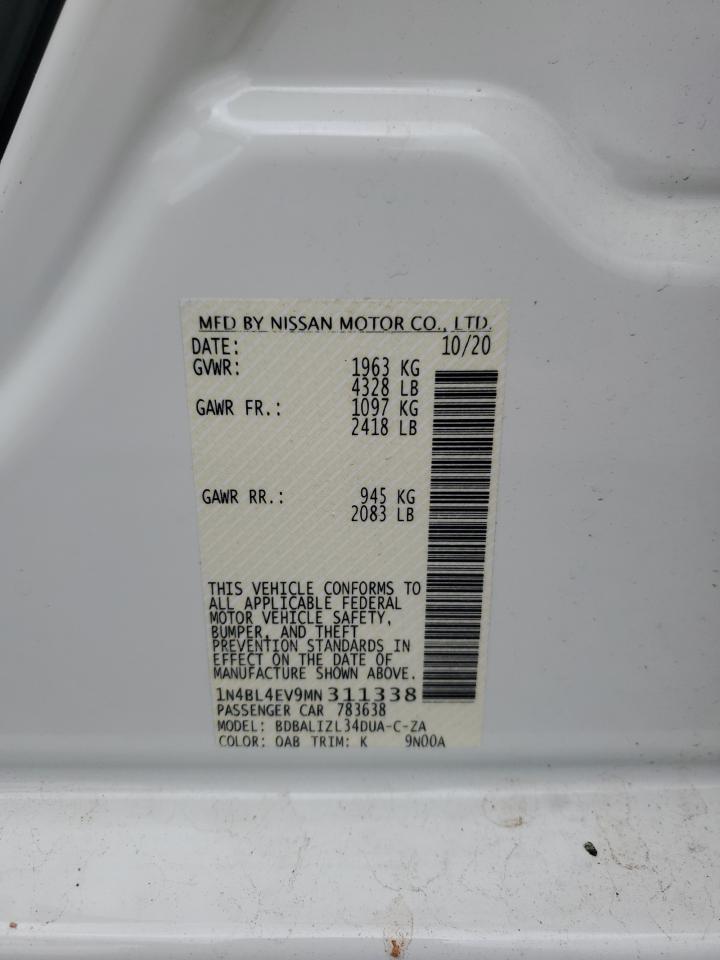 MFD BY NISSAN MOTOR CO., LTD.
DATE: 10/20
GVWR: 1963 KG
4328 LB
GAWR FR.: 1097 KG
2418 LB
GAWR RR.: 945 KG
2083 LB
THIS VEHICLE CONFORMS TO
ALL APPLICABLE FEDERAL
MOTOR VEHICLE SAFETY,
BUMPER, AND THEFT
PREVENTION STANDARDS IN
EFFECT ON THE DATE OF
MANUFACTURE SHOWN ABOVE.
1N4BL4EV9MN311338
PASSENGER CAR 783638
MODEL: BDBALIZL34DUA-C-ZA
COLOR: QAB TRIM: K 9N00A